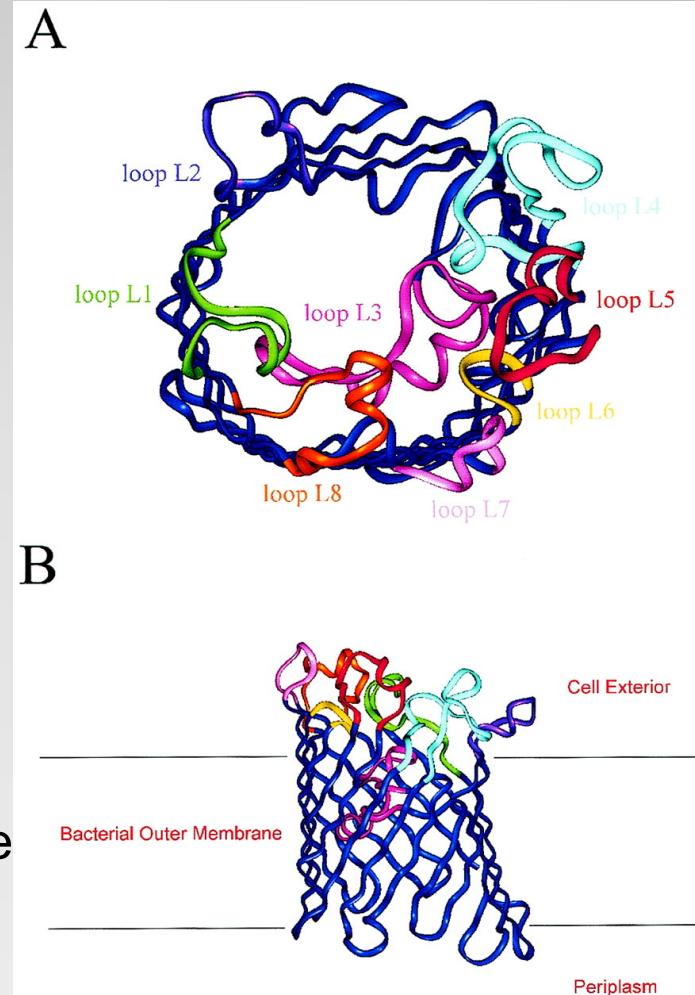 A
loop L2
loop L4
loop L1
loop L3
loop L5
loop L6
loop L8
loop L7
B
Cell Exterior
Bacterial Outer Membrane
e
Periplasm